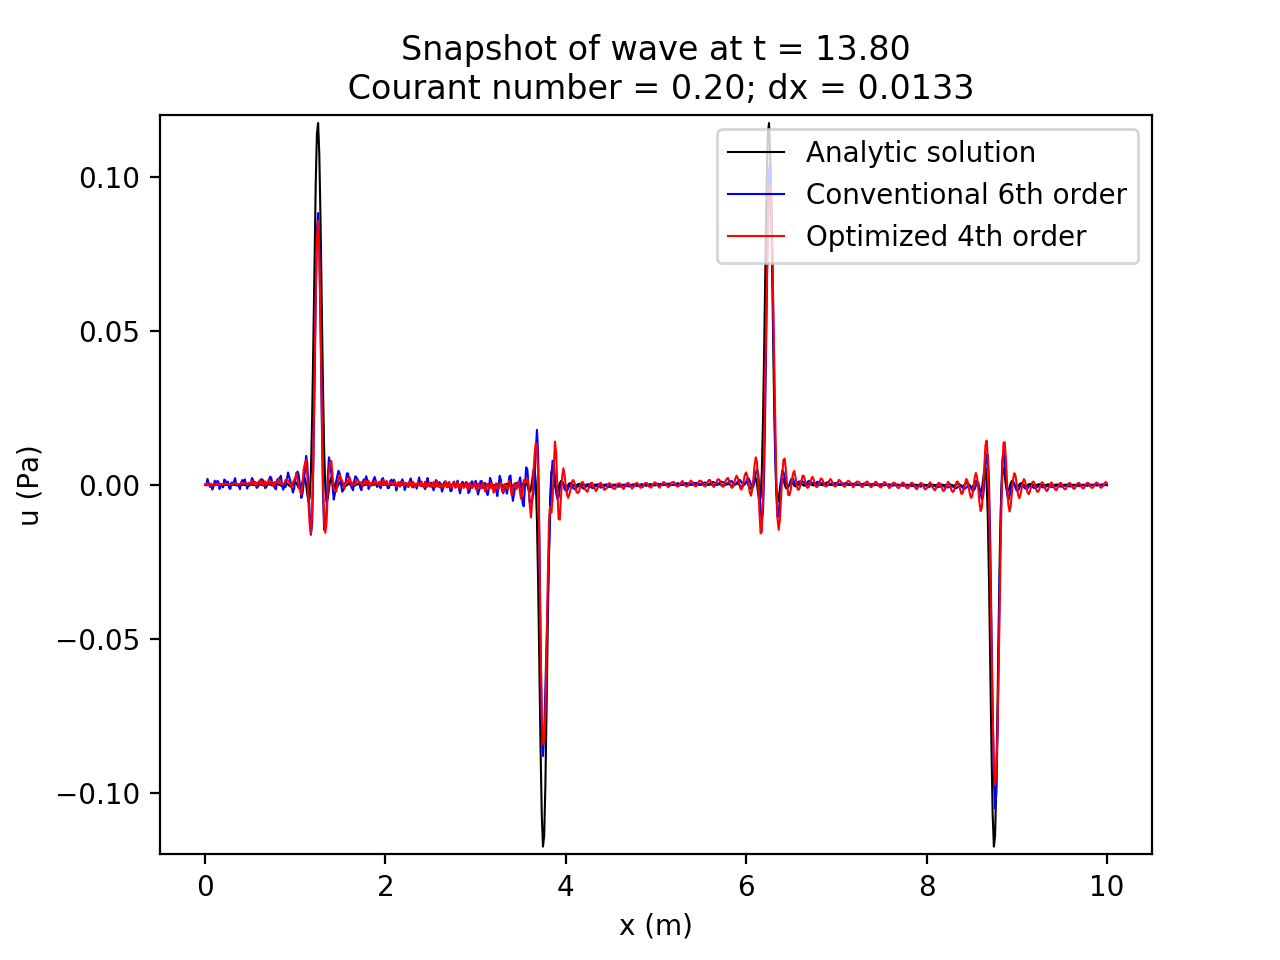 Snapshot of wave at t = 13.80
Courant number = 0.20; dx = 0.0133
Analytic solution
Conventional 6th order
Optimized 4th order
0.10
0.05
0.00
−0.05
−0.10
u (Pa)
0 2 4 6 8 10
x (m)